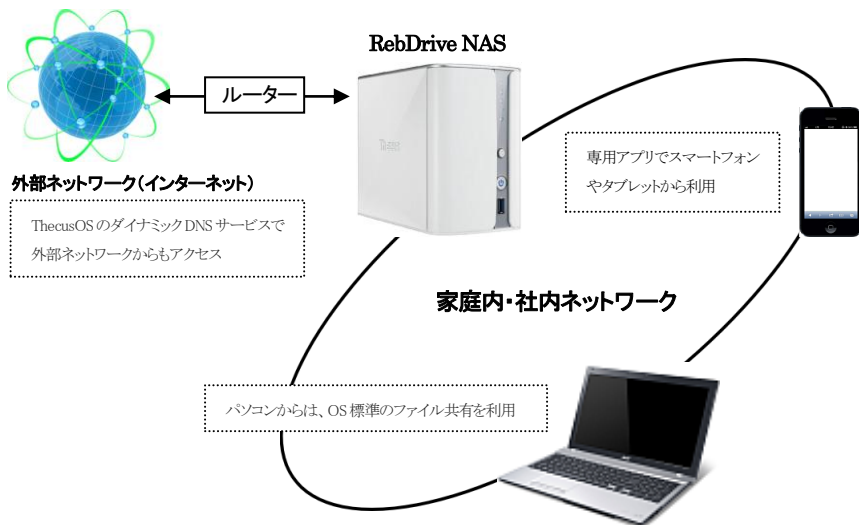 RebDrive NAS
ルーター
外部ネットワーク（インターネット）
ThecusOSのダイナミックDNSサービスで
外部ネットワークからもアクセス
専用アプリでスマートフォン
やタブレットから利用
家庭内・社内ネットワーク
パソコンからは、OS標準のファイル共有を利用